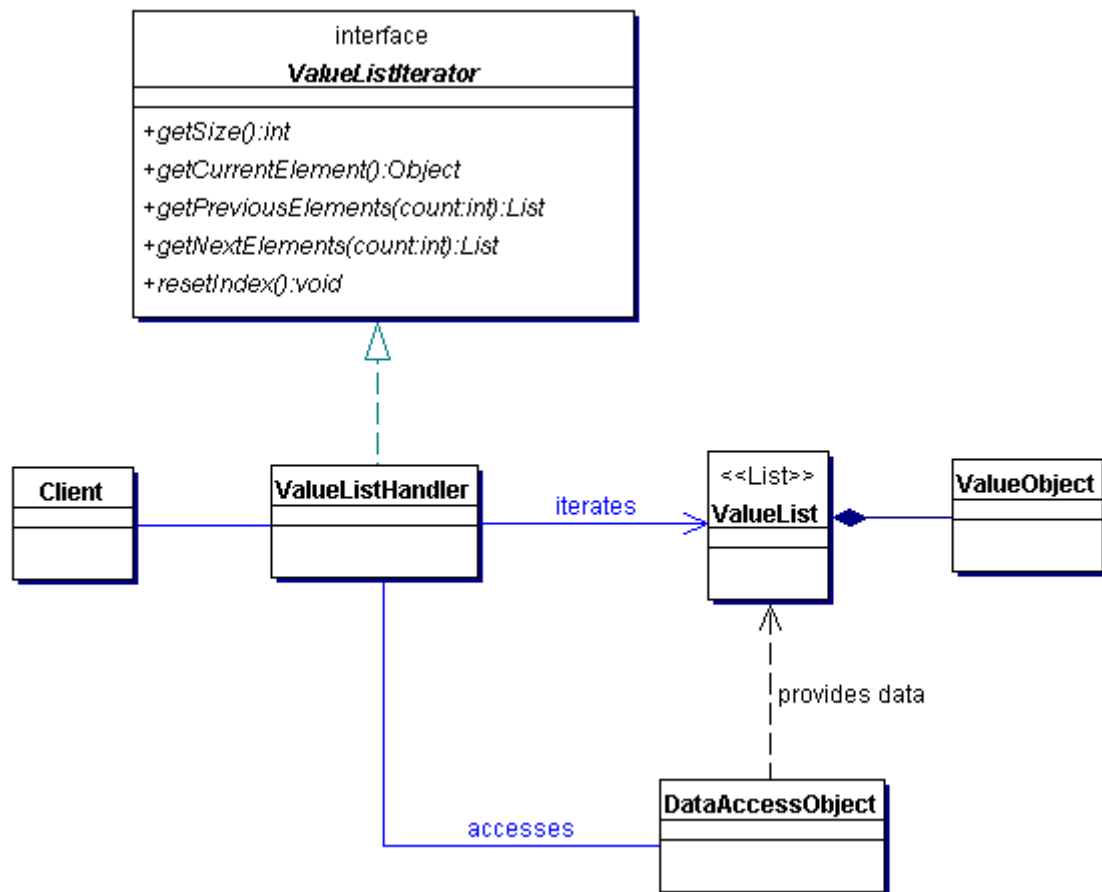 interface
ValueListIterator
+getSize():int
+getCurrentElement():Object
+getPreviousElements(count:int):List
+getNextElements(count:int):List
+resetIndex():void
Client
ValueListHandler
iterates
<<List>>
ValueList
ValueObject
provides data
accesses
DataAccessObject